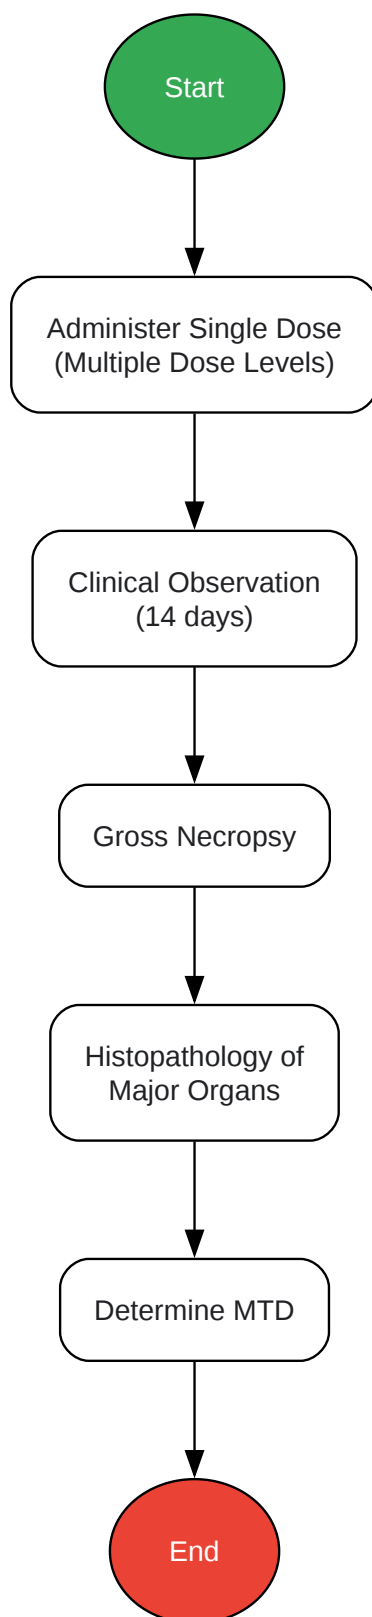 Start
Administer Single Dose
(Multiple Dose Levels)
Clinical Observation
(14 days)
Gross Necropsy
Histopathology of
Major Organs
Determine MTD
End